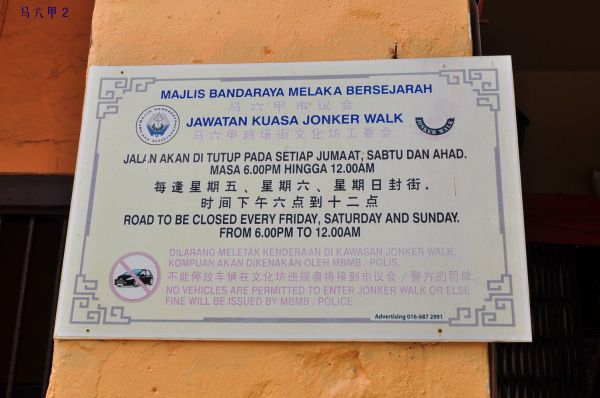 马六甲 2
MAJLIS BANDARAYA MELAKA BERSEJARAH
马六甲市议会
JAWATAN KUASA JONKER WALK
马六甲鸡场街文化坊工委会
JONKER WALK
JALAN AKAN DI TUTUP PADA SETIAP JUMAAT, SABTU DAN AHAD.
MASA 6.00PM HINGGA 12.00AM
每逢星期五、星期六、星期日封街.
时间下午六点到十二点
ROAD TO BE CLOSED EVERY FRIDAY, SATURDAY AND SUNDAY.
FROM 6.00PM TO 12.00AM
DILARANG MELETAK KENDERAAN DI KAWASAN JONKER WALK.
KOMPUAN AKAN DIKENAKAN OLEH MBMB / POLIS.
不能停放车辆在文化坊违规者将接到市议会／警方的罚单.
NO VEHICLES ARE PERMITTED TO ENTER JONKER WALK OR ELSE
FINE WILL BE ISSUED BY MBMB / POLICE.
Advertising 016-687 2991